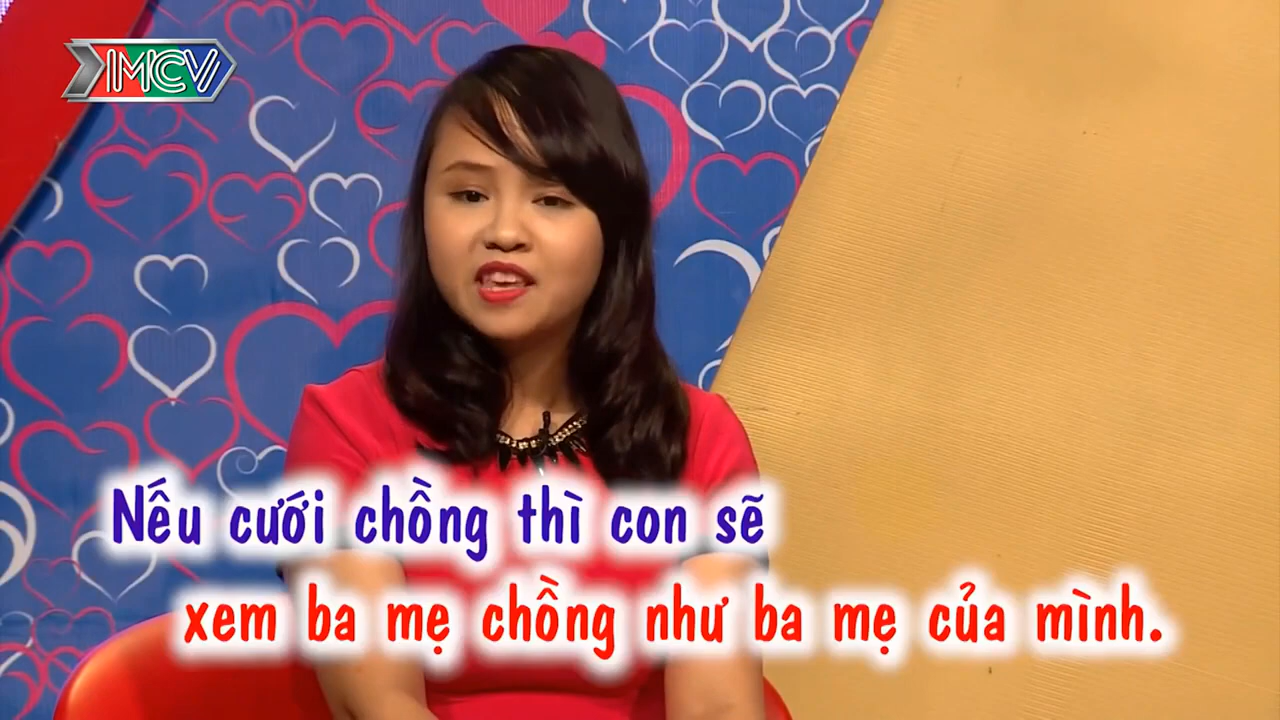 MCV
Nếu cưới chồng thì con sẽ
xem ba mẹ chồng như ba mẹ của mình.